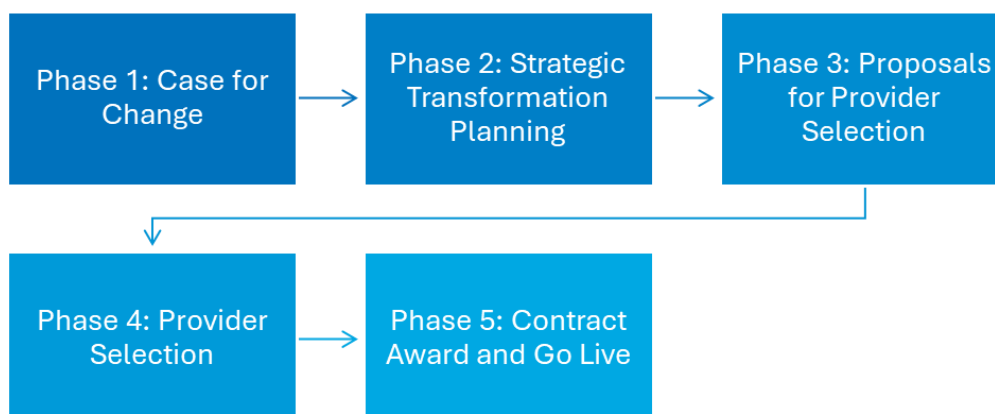 Phase 1: Case for
Change
Phase 2: Strategic
Transformation
Planning
Phase 3: Proposals
for Provider
Selection
Phase 4: Provider
Selection
Phase 5: Contract
Award and Go Live